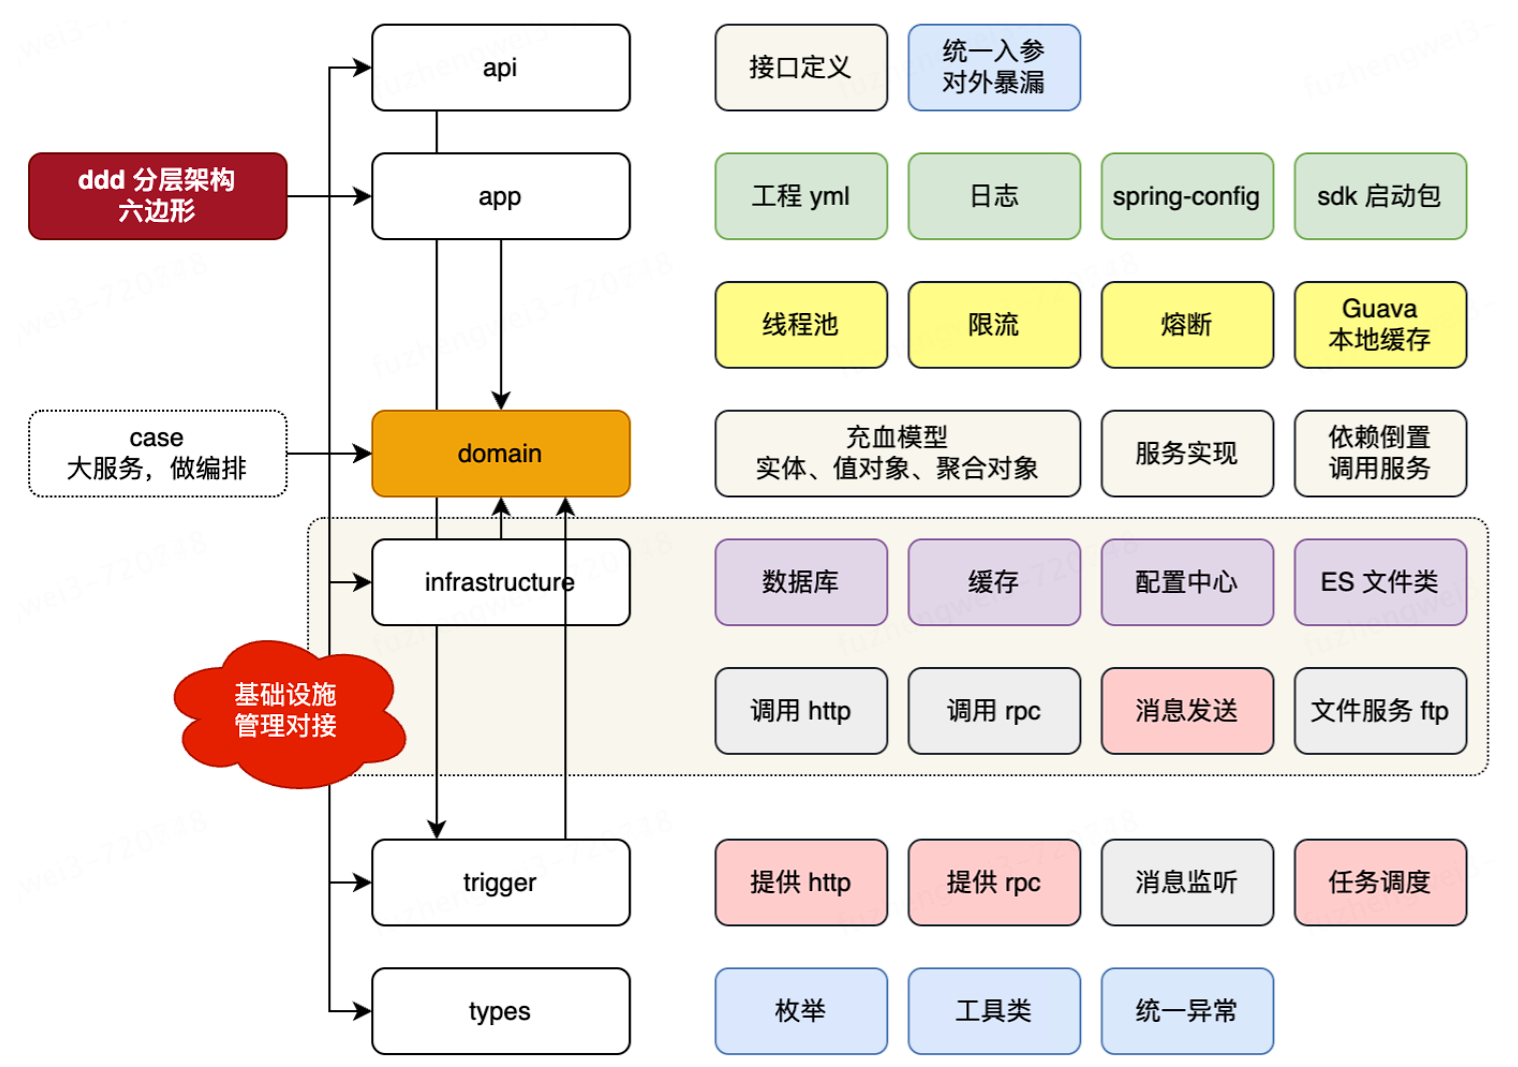 api
接口定义
统一入参
对外暴漏
ddd 分层架构
六边形
app
工程 yml
日志
spring-config
sdk 启动包
线程池
限流
熔断
Guava
本地缓存
case
大服务，做编排
domain
充血模型
实体、值对象、聚合对象
服务实现
依赖倒置
调用服务
infrastructure
数据库
缓存
配置中心
ES 文件类
基础设施
管理对接
调用 http
调用 rpc
消息发送
文件服务 ftp
trigger
提供 http
提供 rpc
消息监听
任务调度
types
枚举
工具类
统一异常